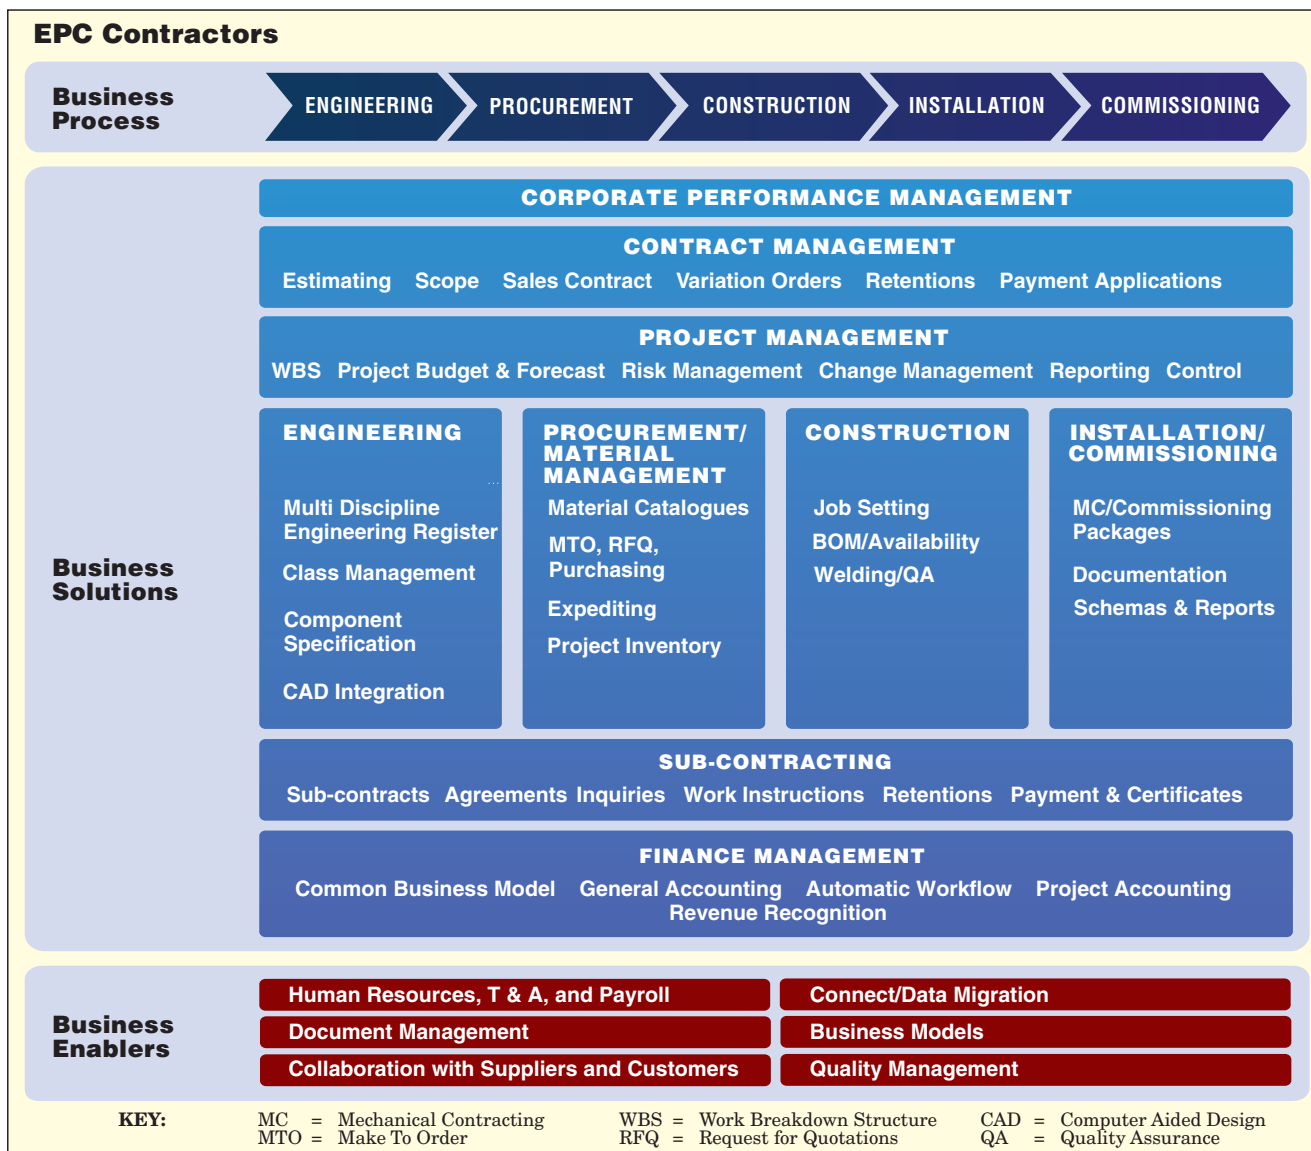 EPC Contractors
Business
Process
ENGINEERING
PROCUREMENT
CONSTRUCTION
INSTALLATION
COMMISSIONING
Business
Solutions
CORPORATE PERFORMANCE MANAGEMENT
CONTRACT MANAGEMENT
Estimating Scope Sales Contract Variation Orders Retentions Payment Applications
PROJECT MANAGEMENT
WBS Project Budget & Forecast Risk Management Change Management Reporting Control
ENGINEERING
...
Multi Discipline
Engineering Register
Class Management
Component
Specification
CAD Integration
PROCUREMENT/
MATERIAL
MANAGEMENT
Material Catalogues
MTO, RFQ,
Purchasing
Expediting
Project Inventory
CONSTRUCTION
Job Setting
BOM/Availability
Welding/QA
INSTALLATION/
COMMISSIONING
MC/Commissioning
Packages
Documentation
Schemas & Reports
SUB-CONTRACTING
Sub-contracts Agreements Inquiries Work Instructions Retentions Payment & Certificates
FINANCE MANAGEMENT
Common Business Model General Accounting Automatic Workflow Project Accounting
Revenue Recognition
Business
Enablers
Human Resources, T & A, and Payroll
Connect/Data Migration
Document Management
Business Models
Collaboration with Suppliers and Customers
Quality Management
KEY: MC = Mechanical Contracting WBS = Work Breakdown Structure CAD = Computer Aided Design
MTO = Make To Order RFQ = Request for Quotations QA = Quality Assurance